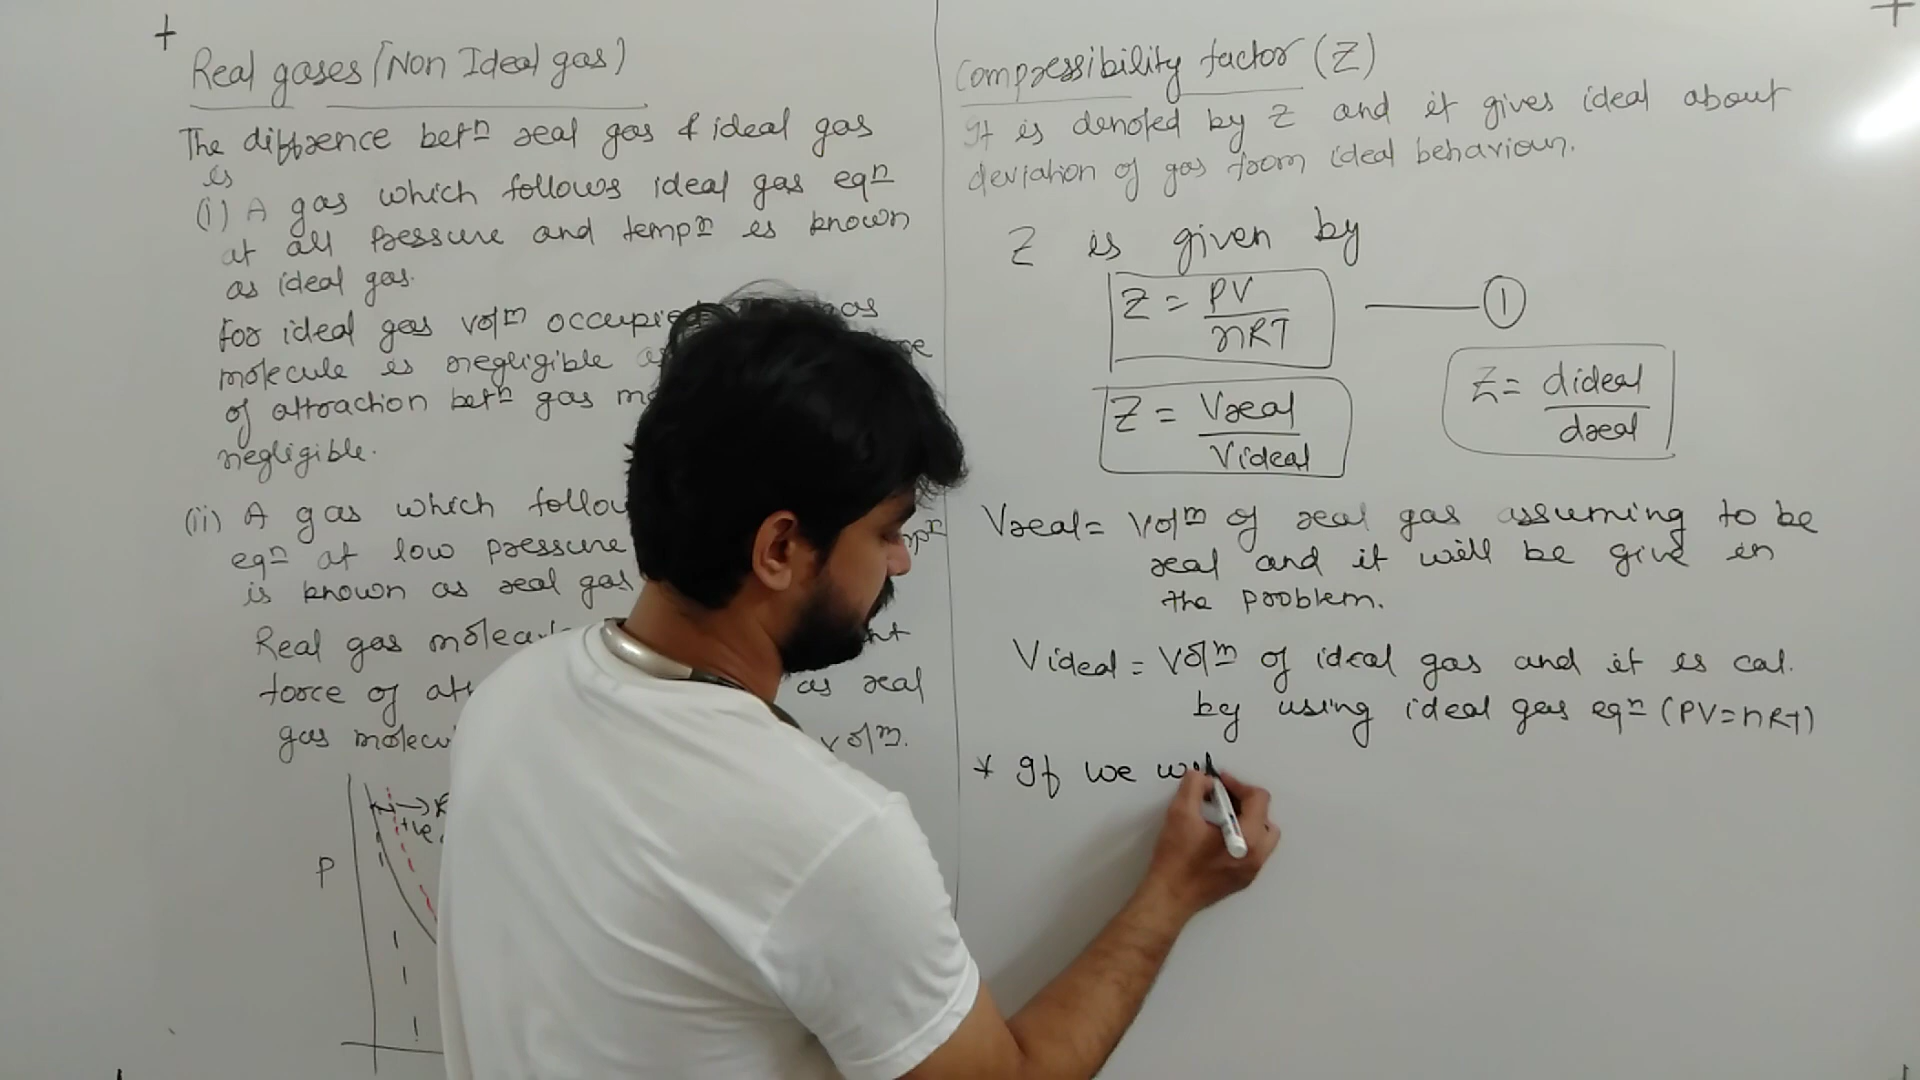 Real gases (Non Ideal gas)
The diffrence betn real gas & ideal gas
is
(i) A gas which follows ideal gas eqn
at all Pressure and tempr is known
as ideal gas.
for ideal gas volm occupied
molecule is negligible
of attraction betn gas
negligible.
(ii) A gas which
eqn at low pressure
is known as real gas
Real gas
force of as real
gas volm.
+ve
P
Compressibility factor (Z)
It is denoted by Z and it gives ideal about
deviation of gas from ideal behaviour.
Z is given by
Z = PV / nRT ——— 1
Z = Vreal / Videal
Z = dideal / dreal
Vreal = Volm of real gas assuming to be
real and it will be give in
the problem.
Videal = Volm of ideal gas and it is cal.
by using ideal gas eqn (PV=nRT)
* If we